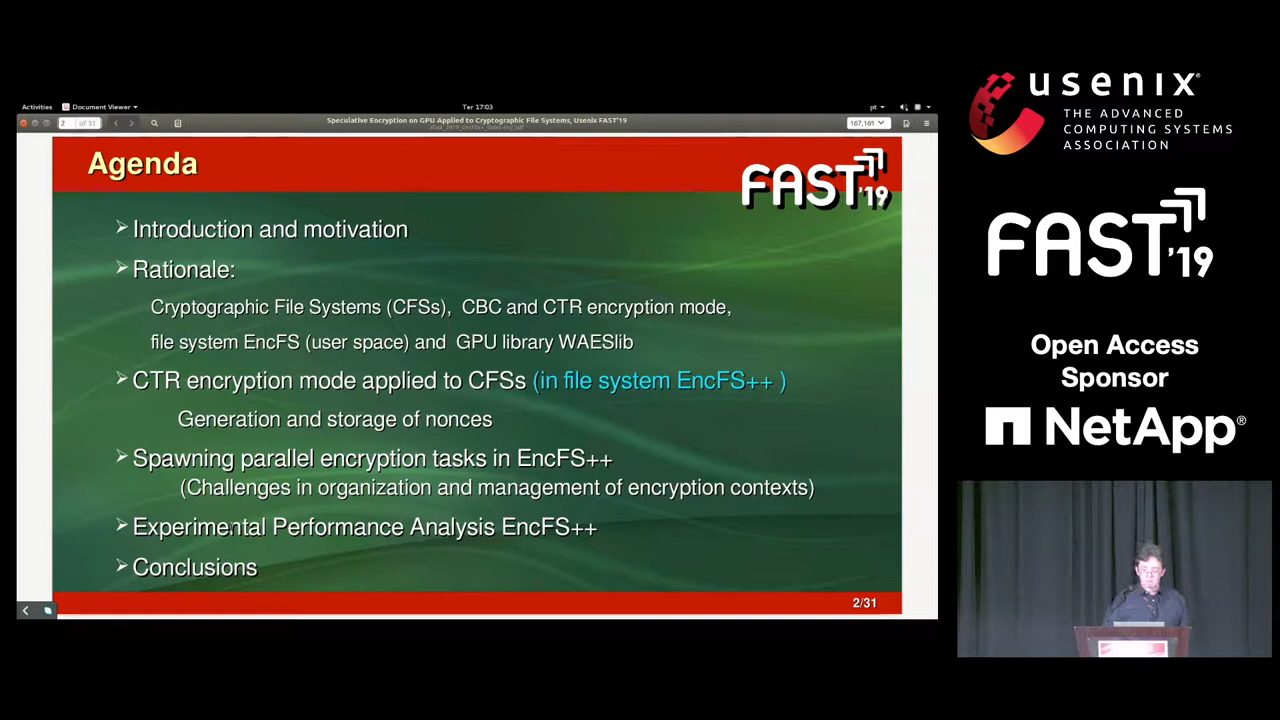 Activities
Document Viewer
Ter 17:03
pt
2
of 31
Speculative Encryption on GPU Applied to Cryptographic File Systems, Usenix FAST'19
Agenda
FAST'19
Introduction and motivation
Rationale:
Cryptographic File Systems (CFSs), CBC and CTR encryption mode,
file system EncFS (user space) and GPU library WAESlib
CTR encryption mode applied to CFSs (in file system EncFS++ )
Generation and storage of nonces
Spawning parallel encryption tasks in EncFS++
(Challenges in organization and management of encryption contexts)
Experimental Performance Analysis EncFS++
Conclusions
2/31
usenix®
THE ADVANCED
COMPUTING SYSTEMS
ASSOCIATION
FAST'19
Open Access
Sponsor
NetApp®